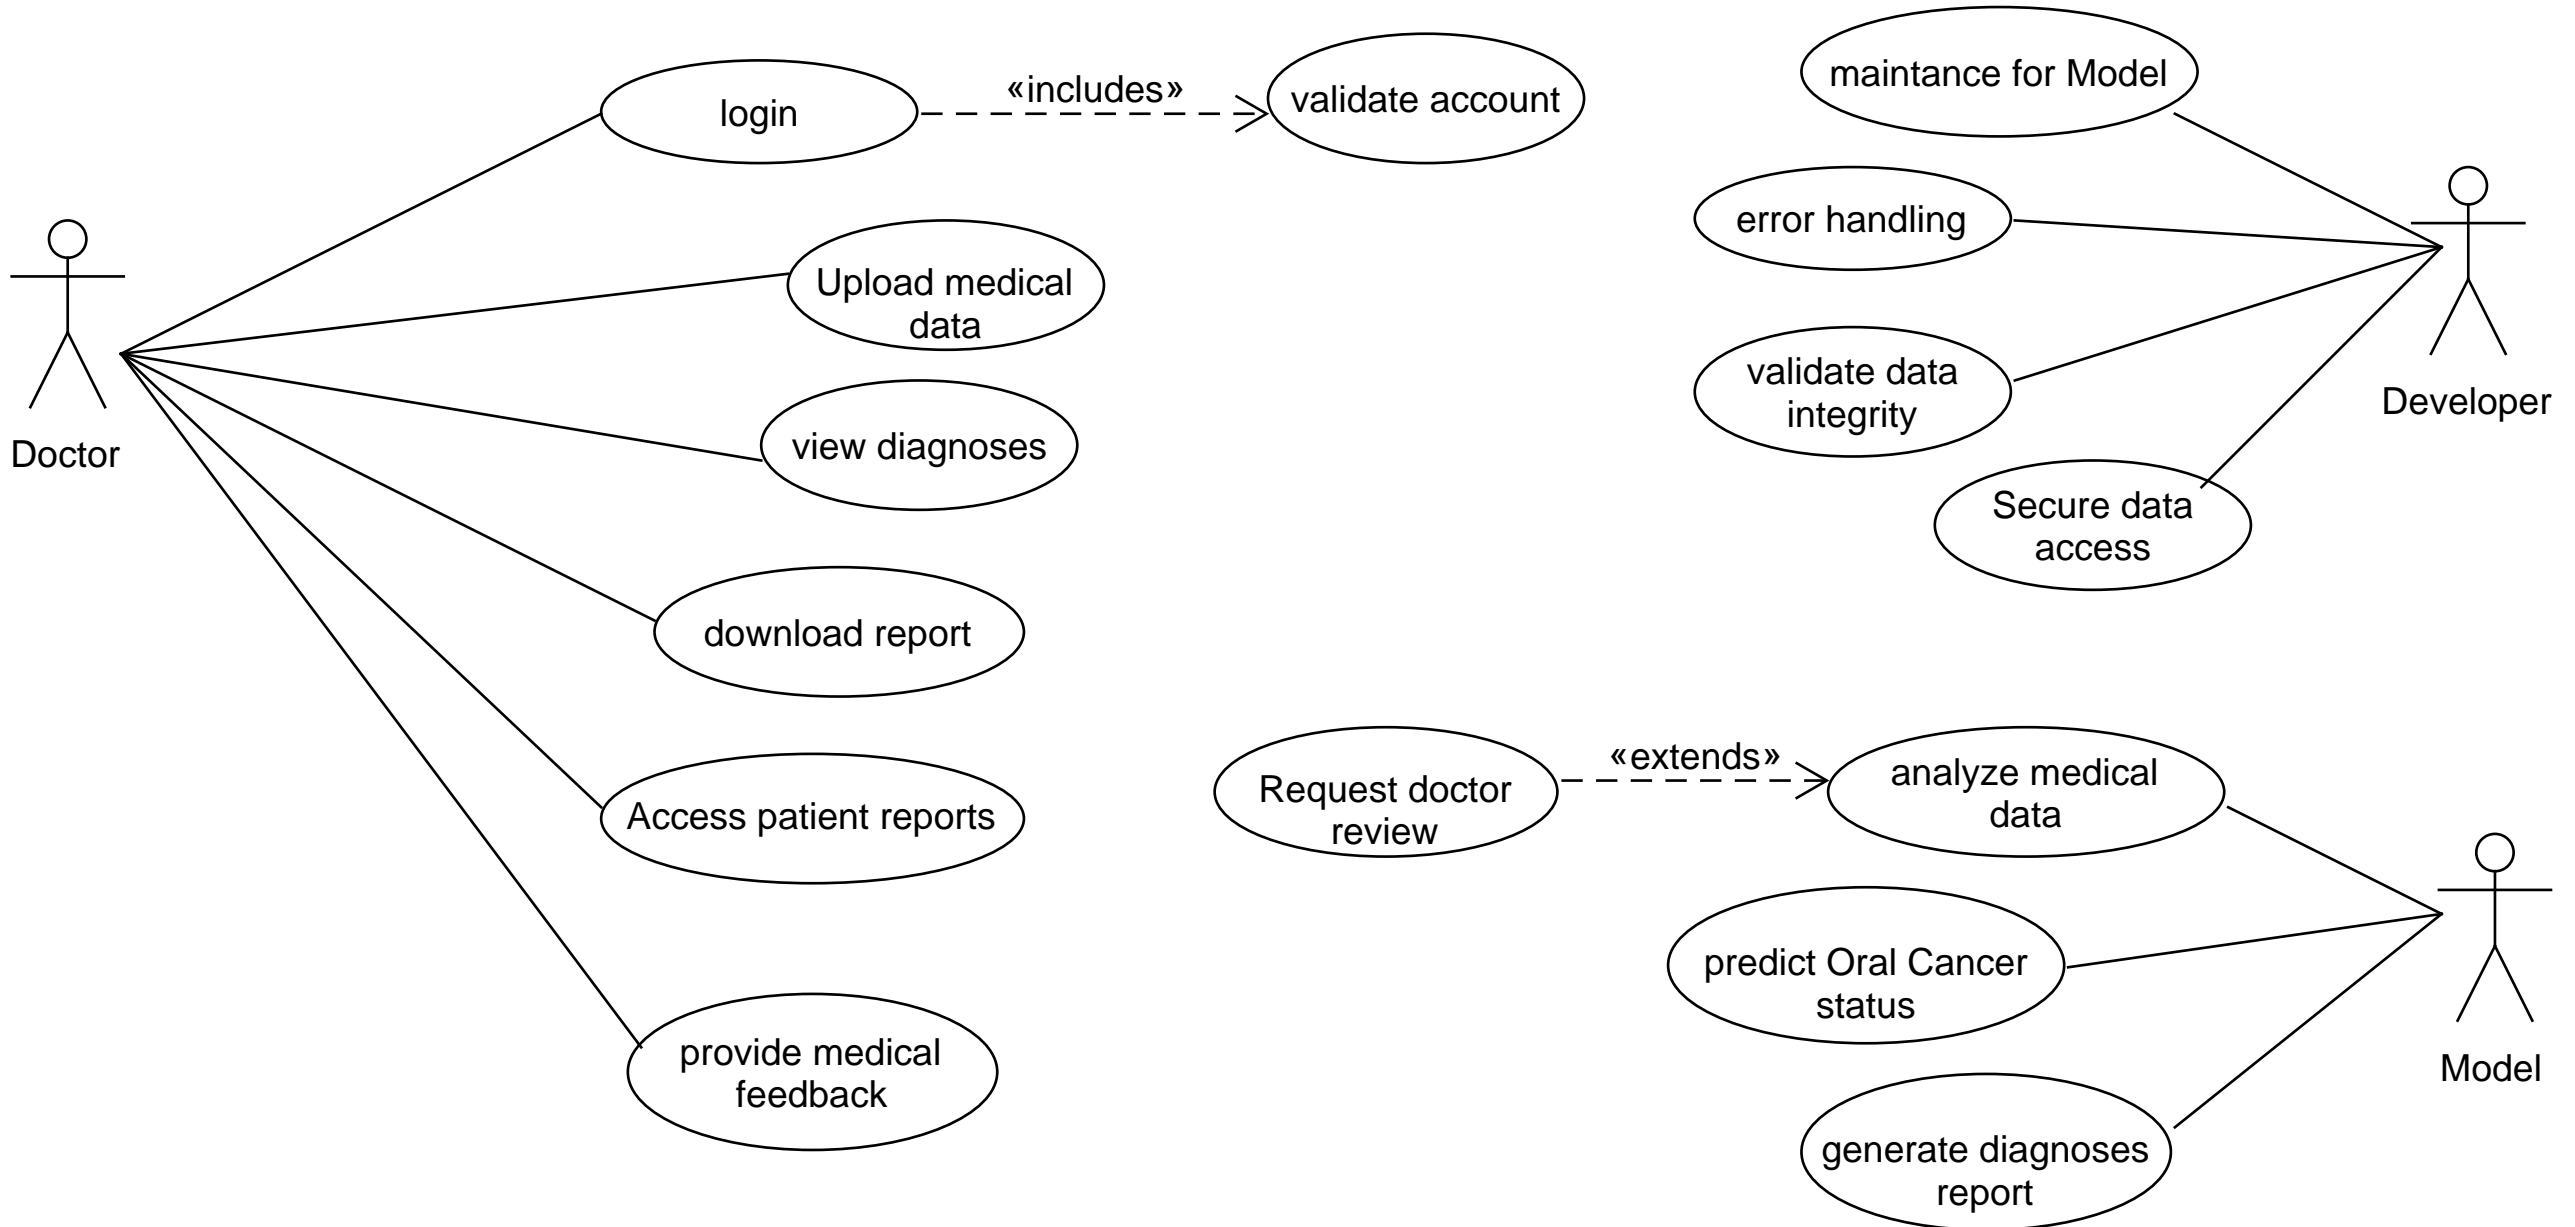 login
«includes»
validate account
maintance for Model
error handling
Upload medical
data
validate data
integrity
Developer
view diagnoses
Doctor
Secure data
access
download report
«extends»
Request doctor
review
analyze medical
data
Access patient reports
predict Oral Cancer
status
provide medical
feedback
Model
generate diagnoses
report